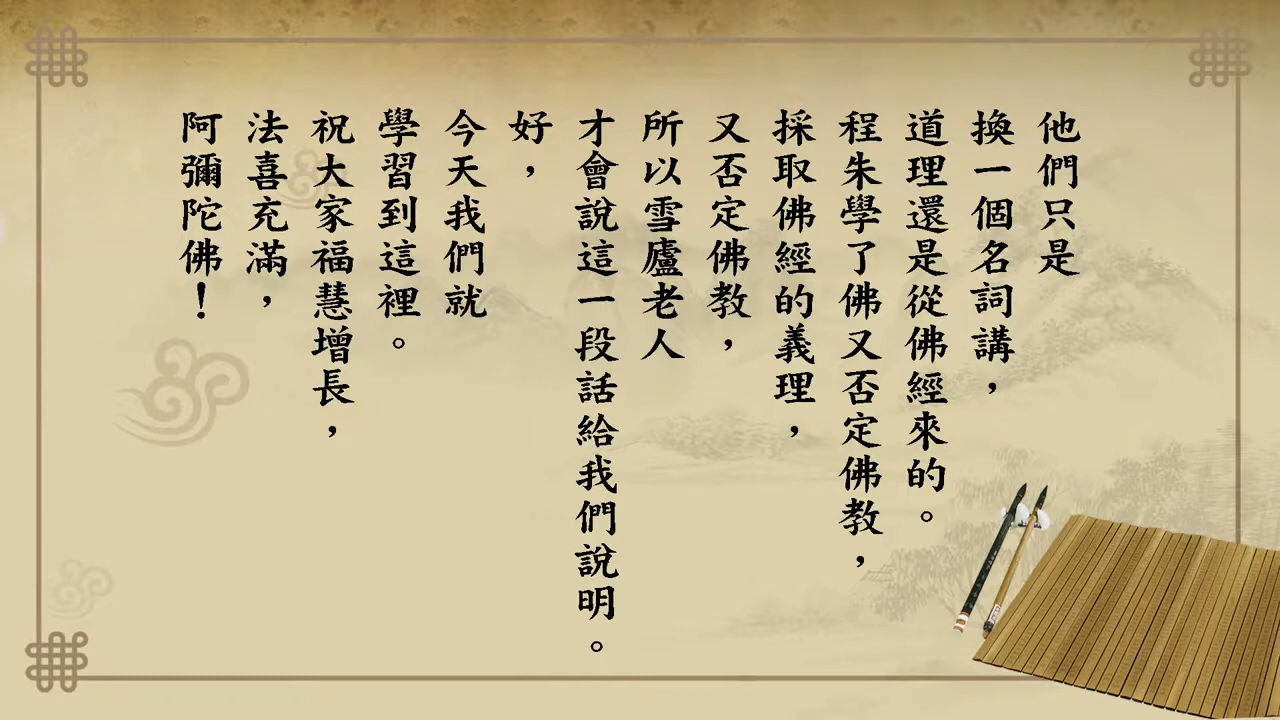 他們只是
換一個名詞講，
道理還是從佛經來的。
程朱學了佛又否定佛教，
採取佛經的義理，
又否定佛教，
所以雪廬老人
才會說這一段話給我們說明。
好，
今天我們就
學習到這裡。
祝大家福慧增長，
法喜充滿，
阿彌陀佛！